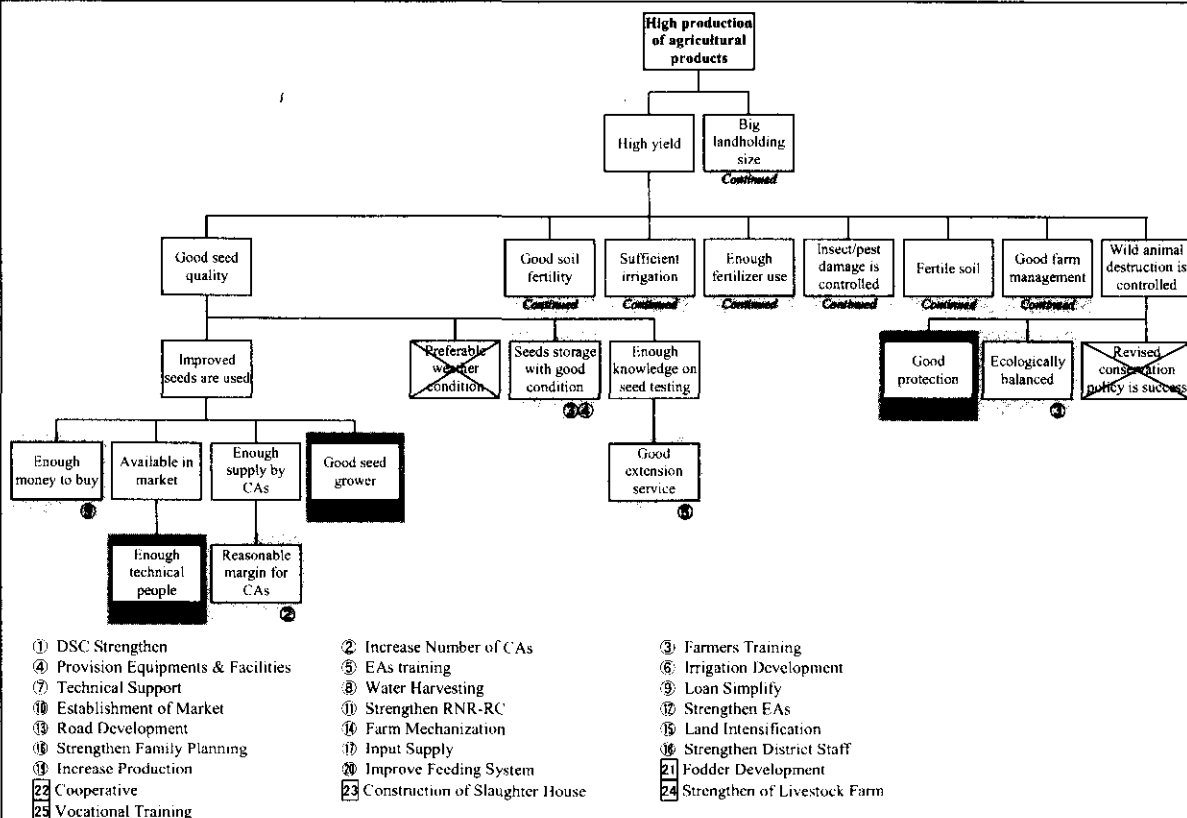 High production
of agricultural
products
High yield
Big
landholding
size
Continued
Good seed
quality
Good soil
fertility
Continued
Sufficient
irrigation
Continued
Enough
fertilizer use
Continued
Insect/pest
damage is
controlled
Continued
Fertile soil
Continued
Good farm
management
Continued
Wild animal
destruction is
controlled
Improved
seeds are used
Preferable
weather
condition
Seeds storage
with good
condition
③④
Enough
knowledge on
seed testing
Good
protection
Ecologically
balanced
③
Revised
conservation
policy is success
Enough
money to buy
Available in
market
Enough
supply by
CAs
Good seed
grower
Good
extension
service
⑤
Enough
technical
people
Reasonable
margin for
CAs
②
① DSC Strengthen
② Increase Number of CAs
③ Farmers Training
④ Provision Equipments & Facilities
⑤ EAs training
⑥ Irrigation Development
⑦ Technical Support
⑧ Water Harvesting
⑨ Loan Simplify
⑩ Establishment of Market
⑪ Strengthen RNR-RC
⑫ Strengthen EAs
⑬ Road Development
⑭ Farm Mechanization
⑮ Land Intensification
⑯ Strengthen Family Planning
⑰ Input Supply
Strengthen District Staff
⑲ Increase Production
⑳ Improve Feeding System
21 Fodder Development
22 Cooperative
23 Construction of Slaughter House
24 Strengthen of Livestock Farm
25 Vocational Training